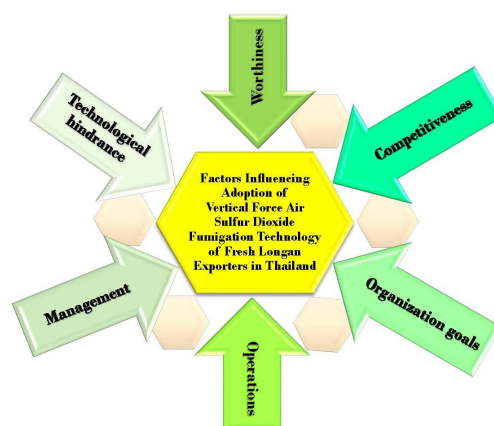 Worthiness
Technological
hindrance
Competitiveness
Factors Influencing
Adoption of
Vertical Force Air
Sulfur Dioxide
Fumigation Technology
of Fresh Longan
Exporters in Thailand
Management
Organization goals
Operations